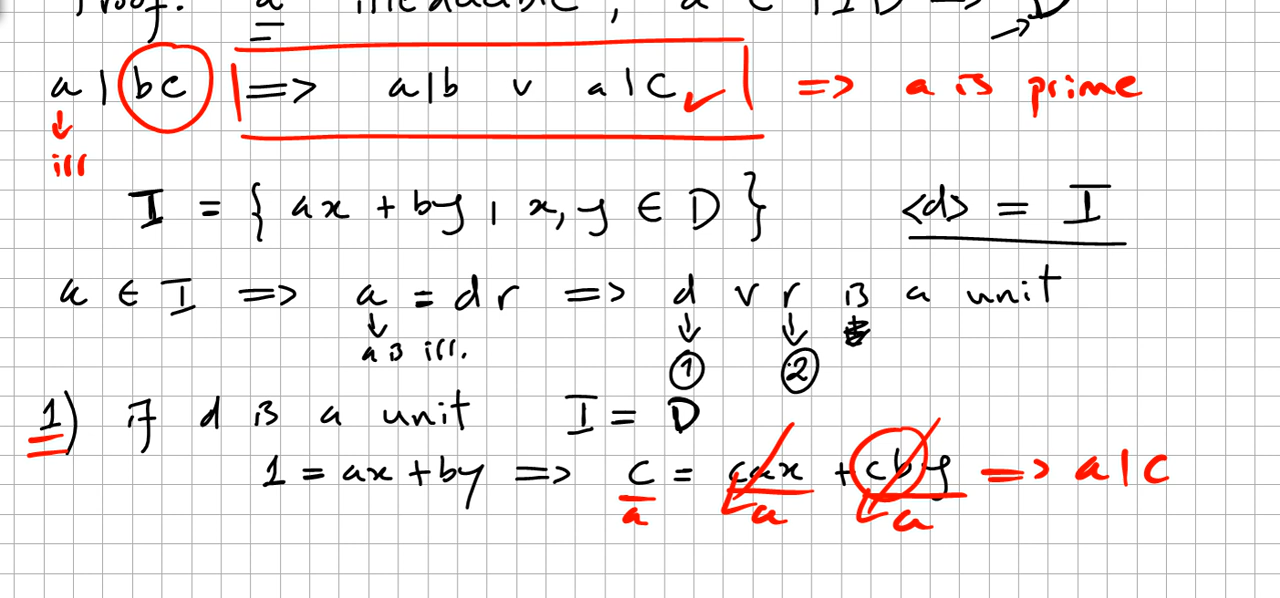 Proof: a irreducible, a ∈ PID → D
a | bc => a|b v a|c ✓ => a is prime
↓
irr
I = { ax + by , x, y ∈ D } <d> = I
a ∈ I => a = dr => d v r is a unit
↓ ↓ ↓
a is irr. ① ②
1) if d is a unit I = D
1 = ax + by => c = cax + cby => a|c
a a a